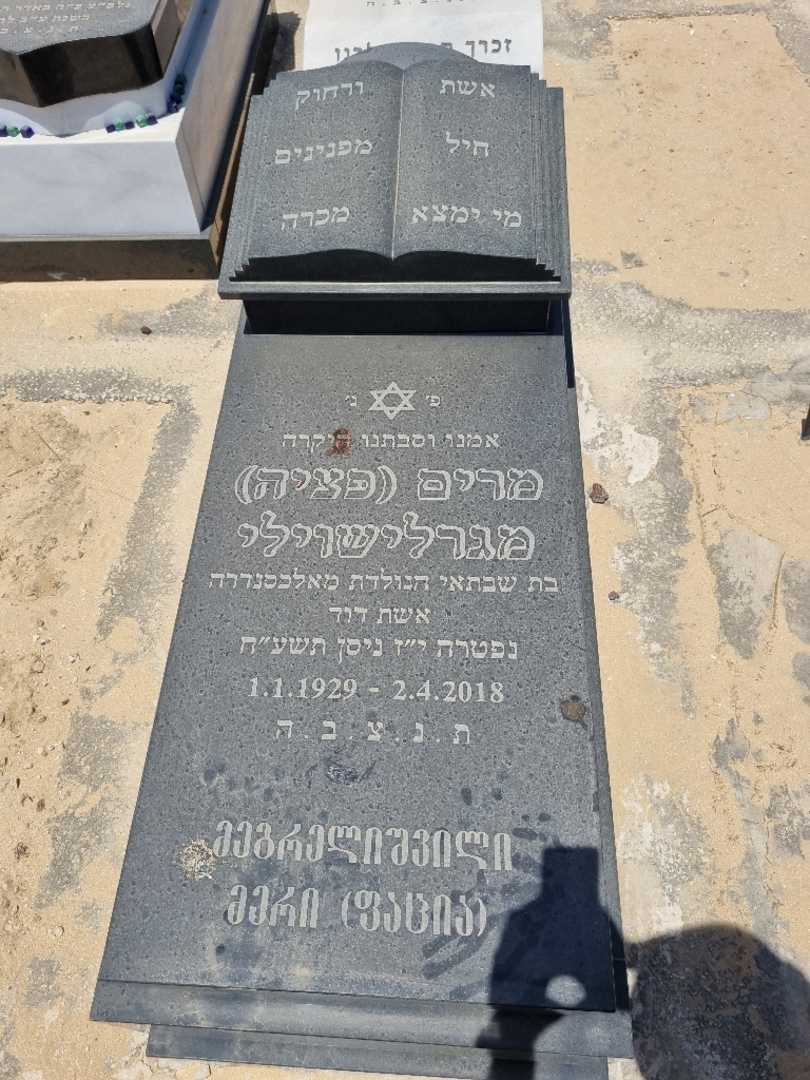 ת . נ . צ . ב . ה
זכרך
אשת
חיל
מי ימצא
ורחוק
מפנינים
מכרה
פ׳ נ׳
אמנו וסבתנו היקרה
מרים (פציה)
מגרלישוילי
בת שבתאי הנולדת מאלכסנדרה
אשת דוד
נפטרה י״ז ניסן תשע״ח
1.1.1929 - 2.4.2018
ת . נ . צ . ב . ה
მეგრელიშვილი
მერი (ფაცია)